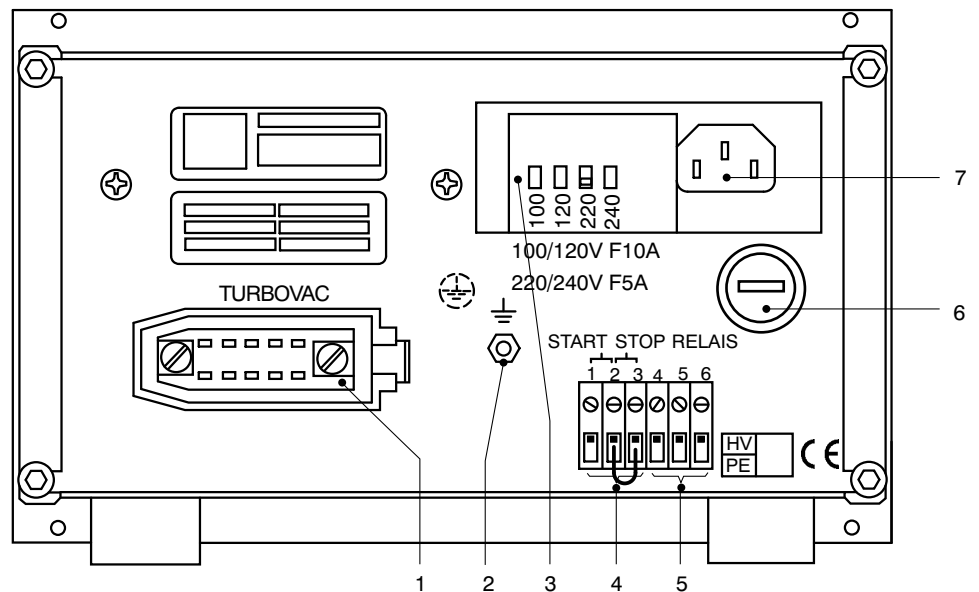 100 120 220 240
100/120V F10A
220/240V F5A
7
TURBOVAC
6
START STOP RELAIS
1 2 3 4 5 6
HV
PE
CE
1 2 3 4 5